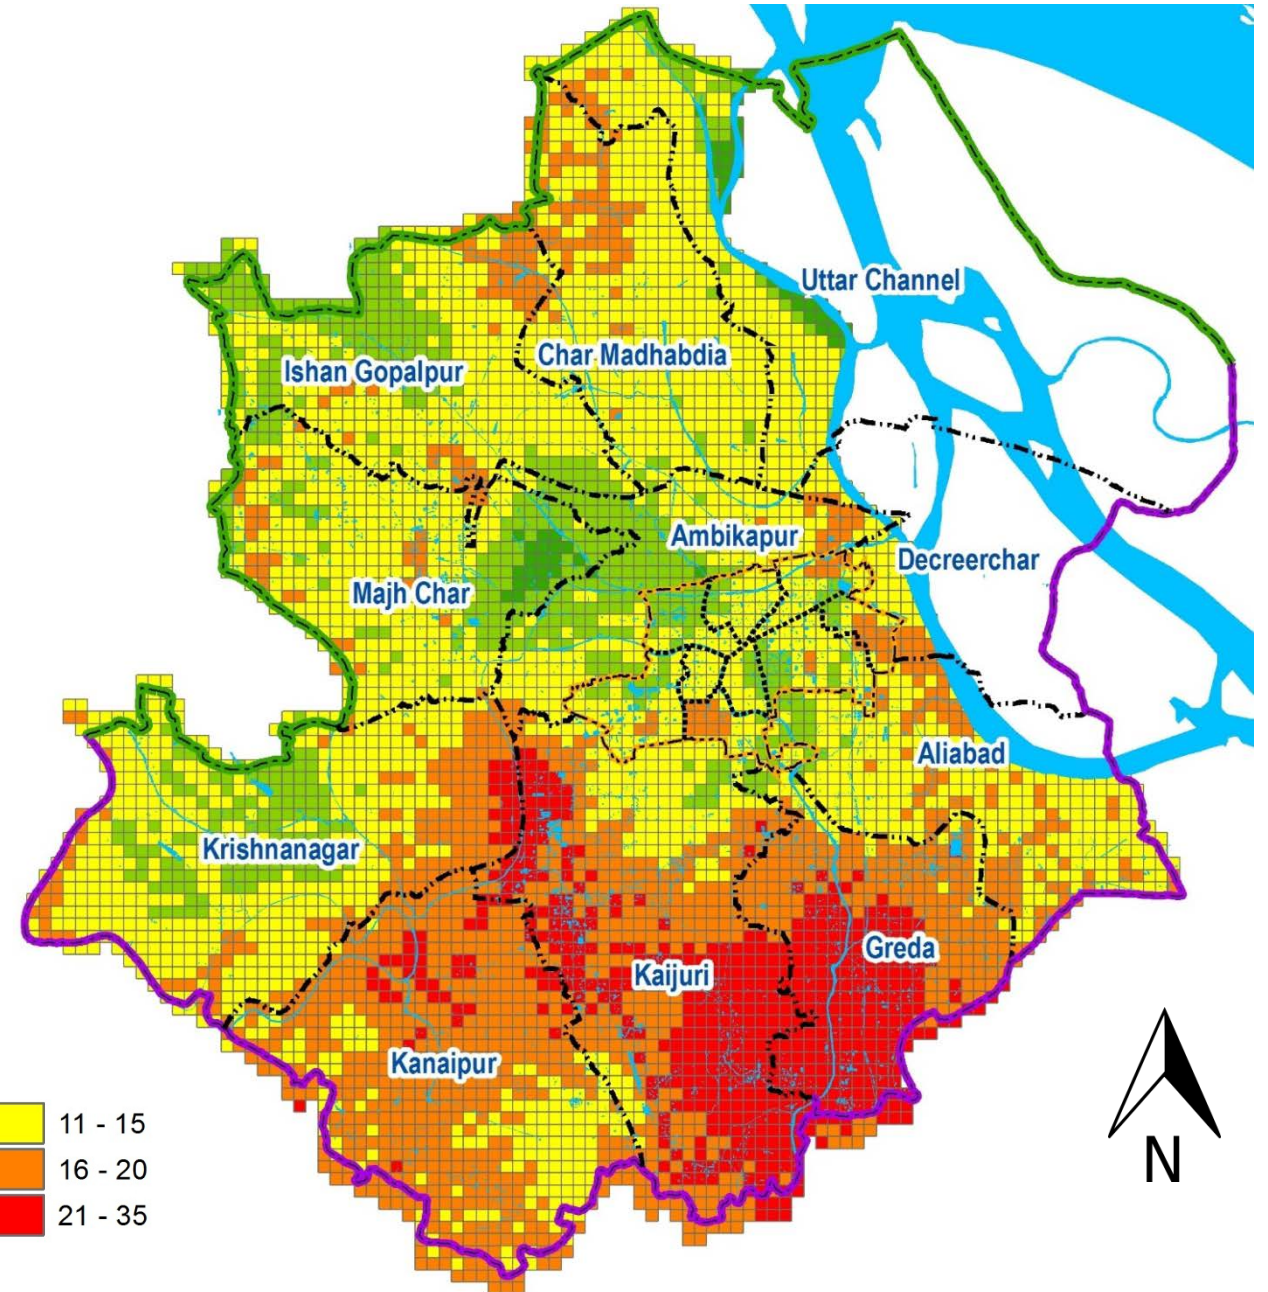 Uttar Channel
Char Madhabdia
Ishan Gopalpur
Ambikapur
Decreerchar
Majh Char
Aliabad
Krishnanagar
Greda
Kaijuri
Kanaipur
11 - 15
16 - 20
21 - 35
N